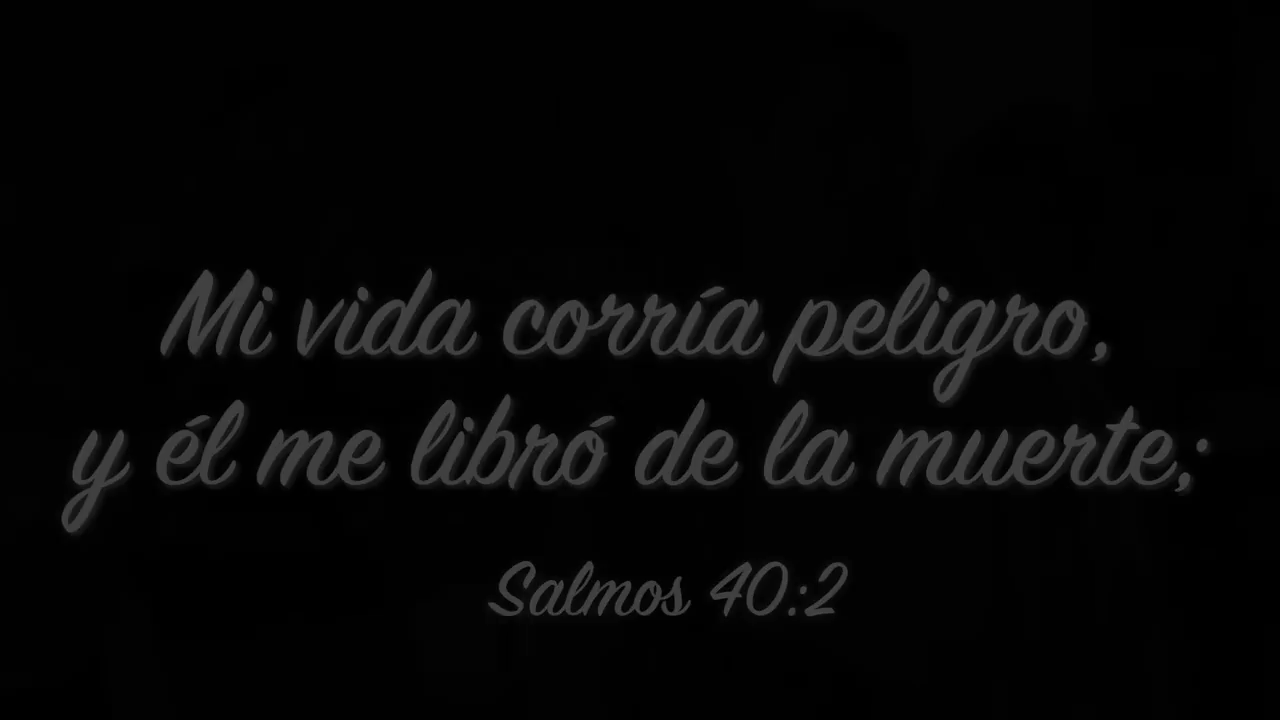 Mi vida corría peligro,
y él me libró de la muerte;
Salmos 40:2